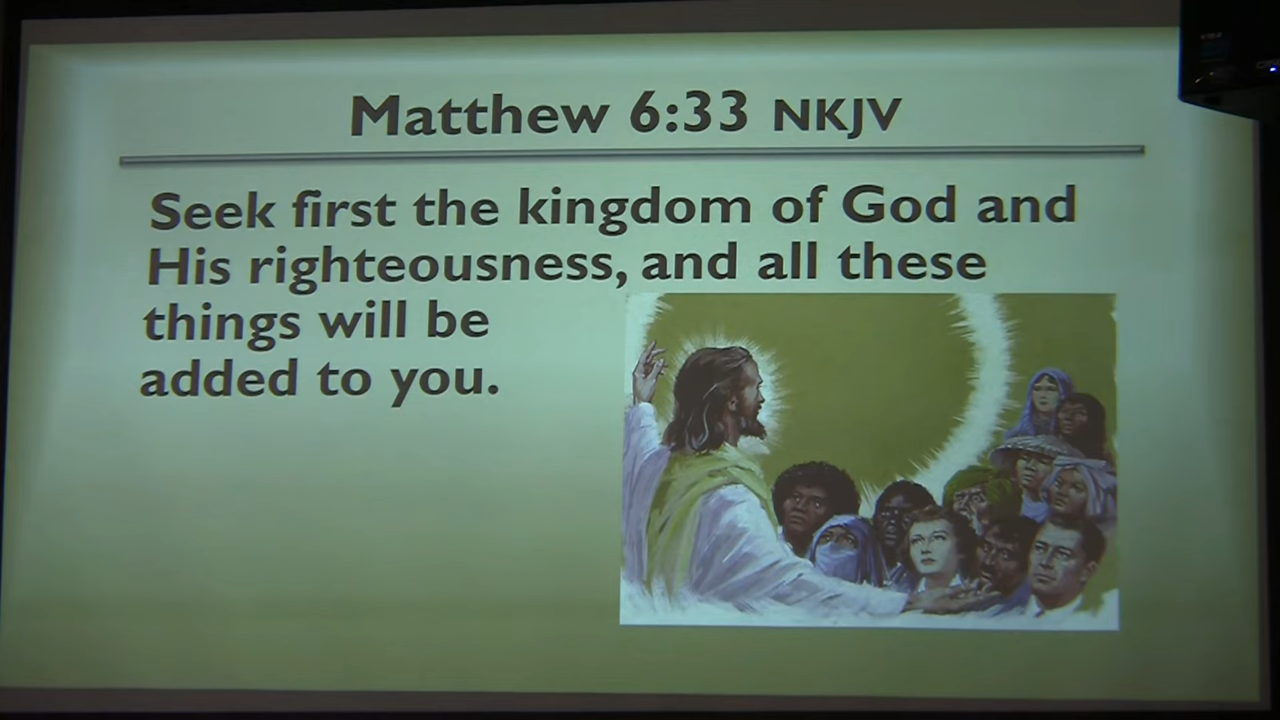 Matthew 6:33 NKJV
Seek first the kingdom of God and
His righteousness, and all these
things will be
added to you.